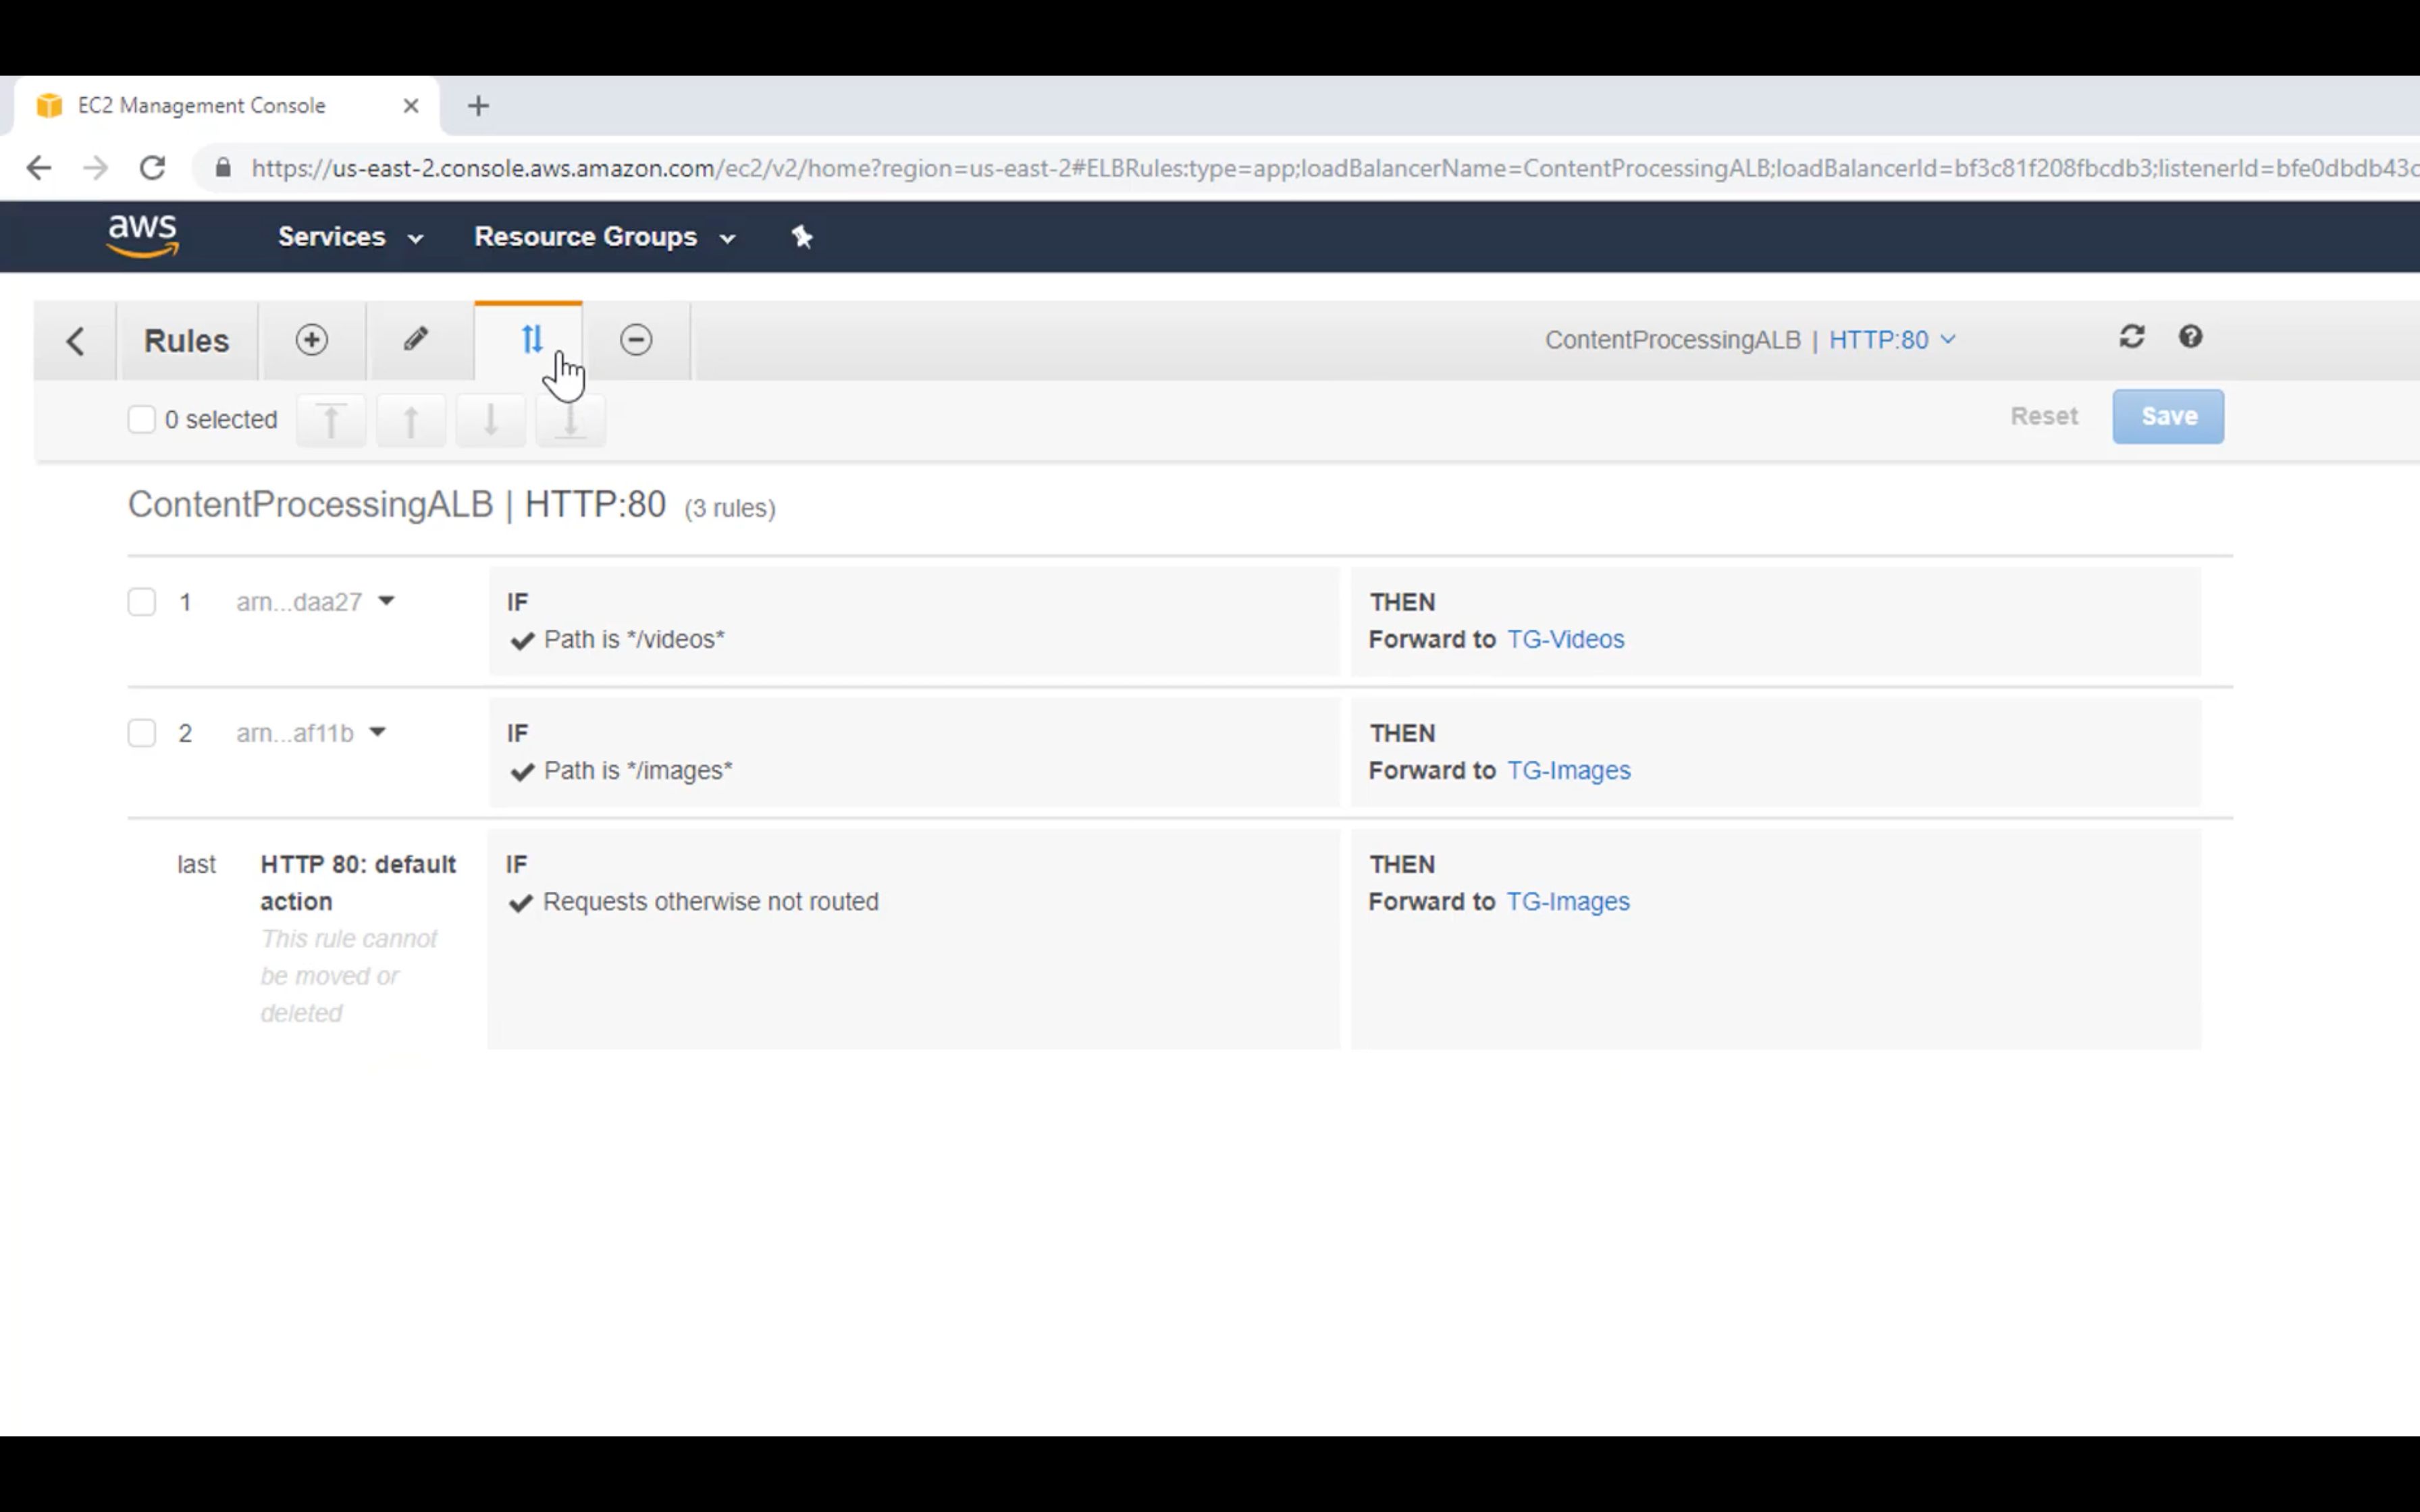 EC2 Management Console
https://us-east-2.console.aws.amazon.com/ec2/v2/home?region=us-east-2#ELBRules:type=app;loadBalancerName=ContentProcessingALB;loadBalancerId=bf3c81f208fbcdb3;listenerId=bfe0dbdb43c
aws Services Resource Groups
Rules ContentProcessingALB | HTTP:80
0 selected Reset Save
ContentProcessingALB | HTTP:80 (3 rules)
1 arn...daa27 IF THEN
Path is */videos* Forward to TG-Videos
2 arn...af11b IF THEN
Path is */images* Forward to TG-Images
last HTTP 80: default IF THEN
action Requests otherwise not routed Forward to TG-Images
This rule cannot
be moved or
deleted